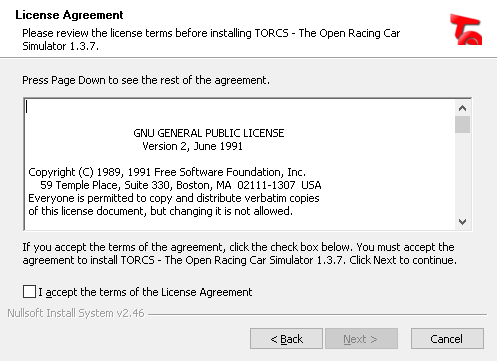 License Agreement
Please review the license terms before installing TORCS - The Open Racing Car
Simulator 1.3.7.
Press Page Down to see the rest of the agreement.
GNU GENERAL PUBLIC LICENSE
Version 2, June 1991
Copyright (C) 1989, 1991 Free Software Foundation, Inc.
59 Temple Place, Suite 330, Boston, MA  02111-1307  USA
Everyone is permitted to copy and distribute verbatim copies
of this license document, but changing it is not allowed.
If you accept the terms of the agreement, click the check box below. You must accept the
agreement to install TORCS - The Open Racing Car Simulator 1.3.7. Click Next to continue.
I accept the terms of the License Agreement
Nullsoft Install System v2.46
< Back
Next >
Cancel